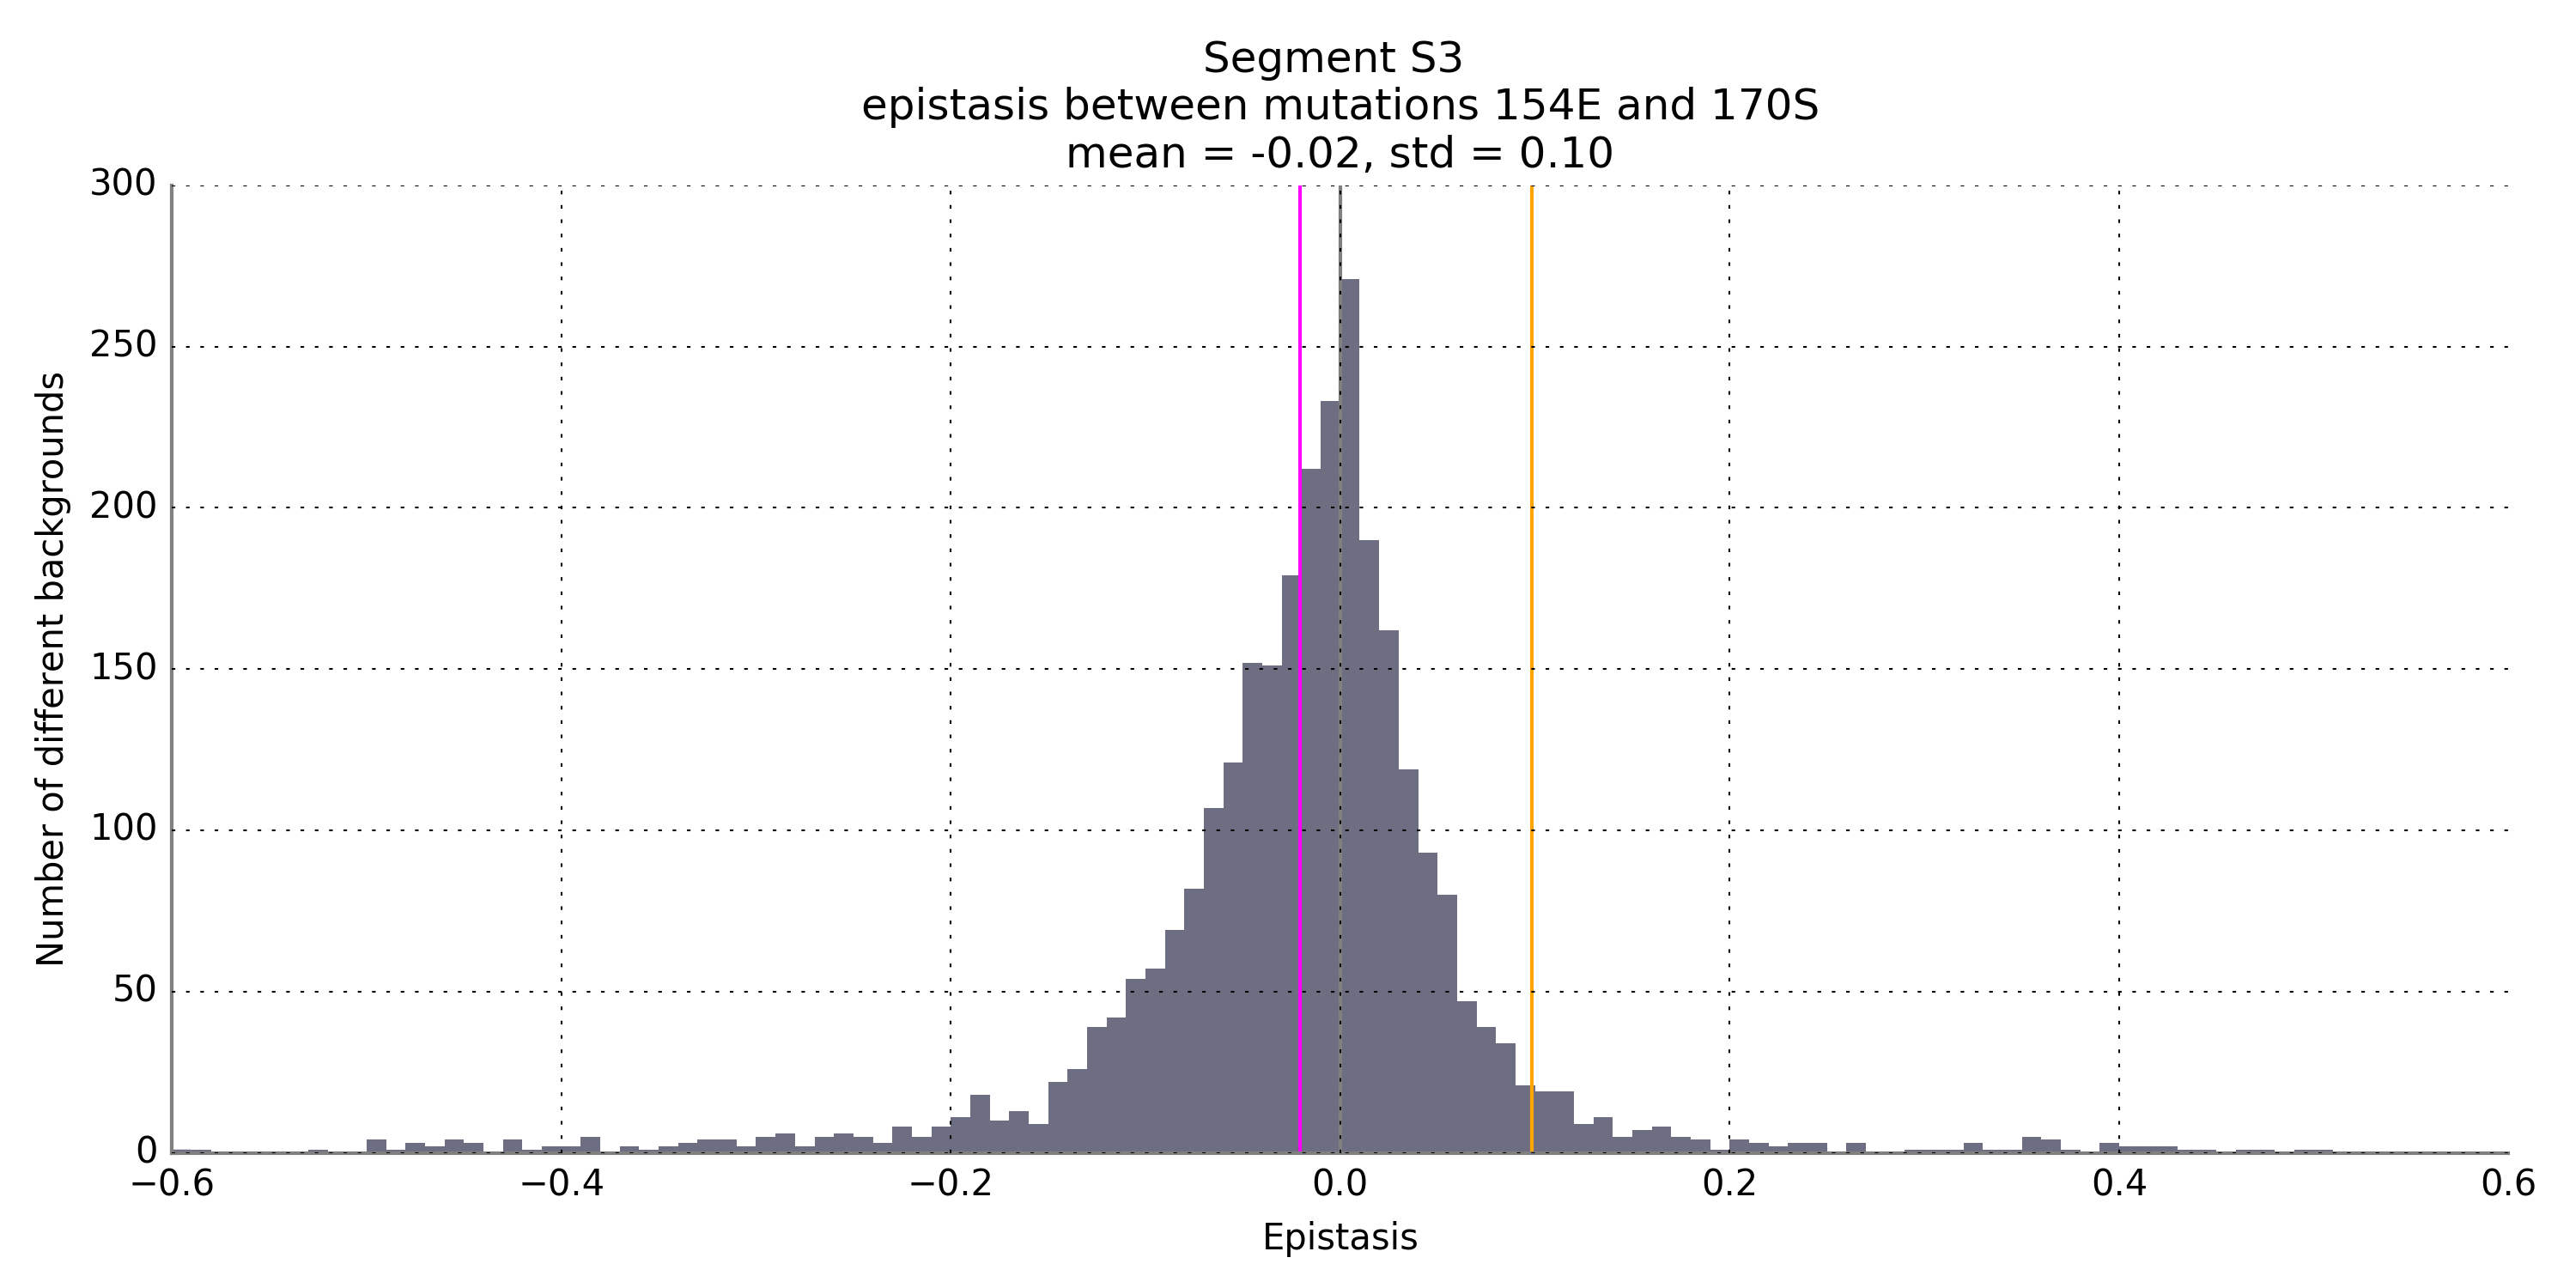 Segment S3
epistasis between mutations 154E and 170S
mean = -0.02, std = 0.10
300
250
200
150
100
50
0
Number of different backgrounds
−0.6
−0.4
−0.2
0.0
0.2
0.4
0.6
Epistasis